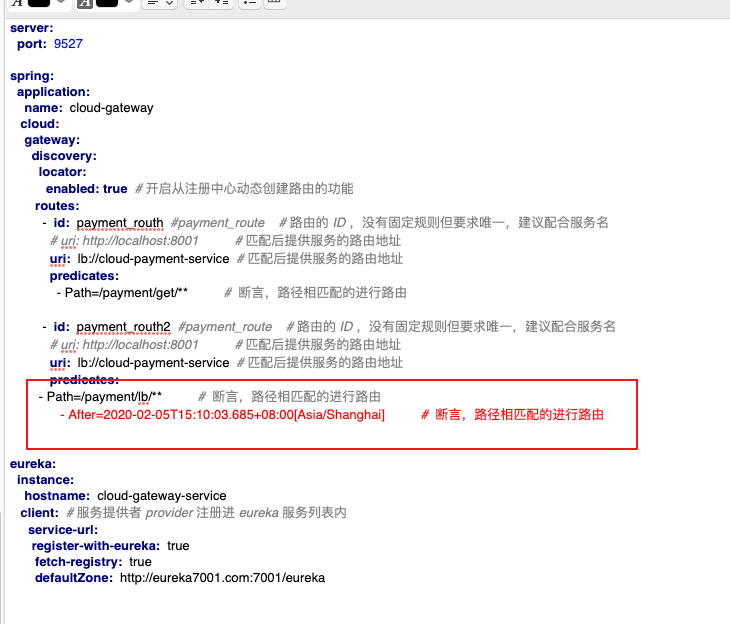 server:
port: 9527
spring:
application:
name: cloud-gateway
cloud:
gateway:
discovery:
locator:
enabled: true #开启从注册中心动态创建路由的功能
routes:
- id: payment_routh #payment_route #路由的 ID ，没有固定规则但要求唯一，建议配合服务名
# uri: http://localhost:8001 #匹配后提供服务的路由地址
uri: lb://cloud-payment-service #匹配后提供服务的路由地址
predicates:
- Path=/payment/get/** # 断言，路径相匹配的进行路由
- id: payment_routh2 #payment_route #路由的 ID ，没有固定规则但要求唯一，建议配合服务名
# uri: http://localhost:8001 #匹配后提供服务的路由地址
uri: lb://cloud-payment-service #匹配后提供服务的路由地址
predicates:
- Path=/payment/lb/** # 断言，路径相匹配的进行路由
- After=2020-02-05T15:10:03.685+08:00[Asia/Shanghai] # 断言，路径相匹配的进行路由
eureka:
instance:
hostname: cloud-gateway-service
client: #服务提供者 provider 注册进 eureka 服务列表内
service-url:
register-with-eureka: true
fetch-registry: true
defaultZone: http://eureka7001.com:7001/eureka